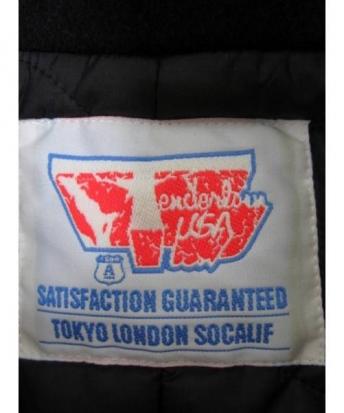 Tenderloin
USA
A
SATISFACTION GUARANTEED
TOKYO LONDON SOCALIF